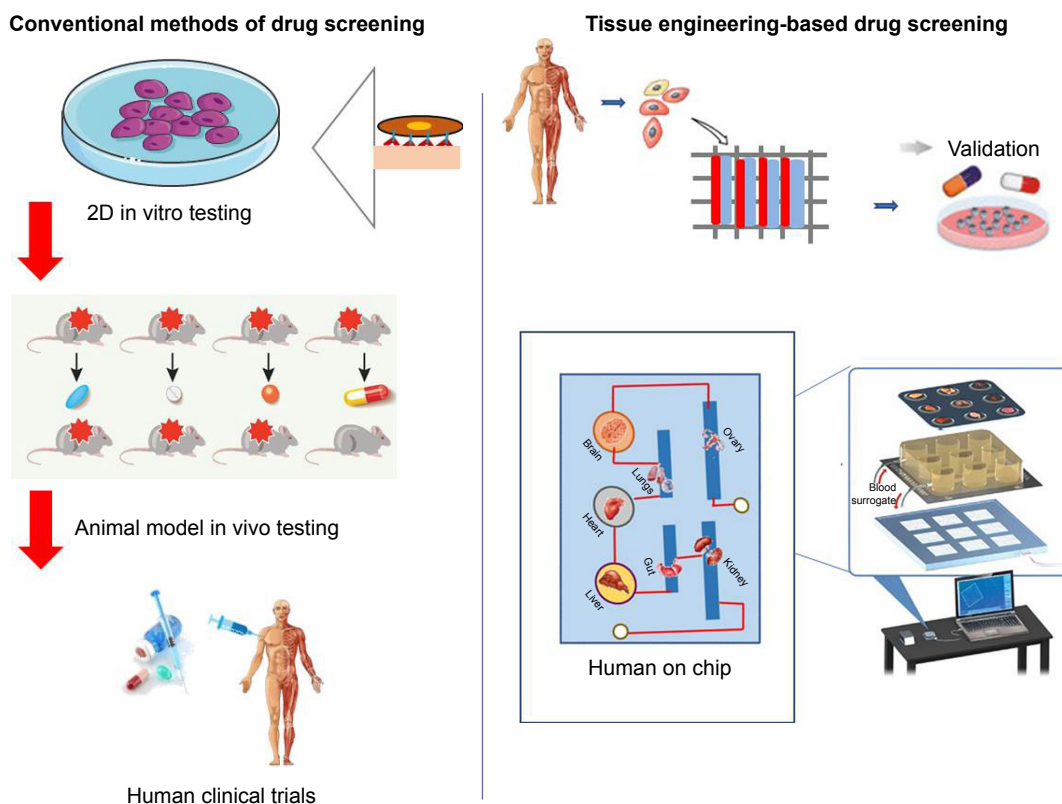 Conventional methods of drug screening
2D in vitro testing
Animal model in vivo testing
Human clinical trials
Tissue engineering-based drug screening
Validation
Brain
Ovary
Lungs
Heart
Gut
Kidney
Liver
Human on chip
Blood
surrogate